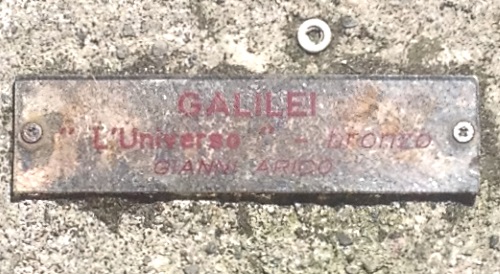 GALILEI
" L'Universo " - bronzo
GIANNI ARICO